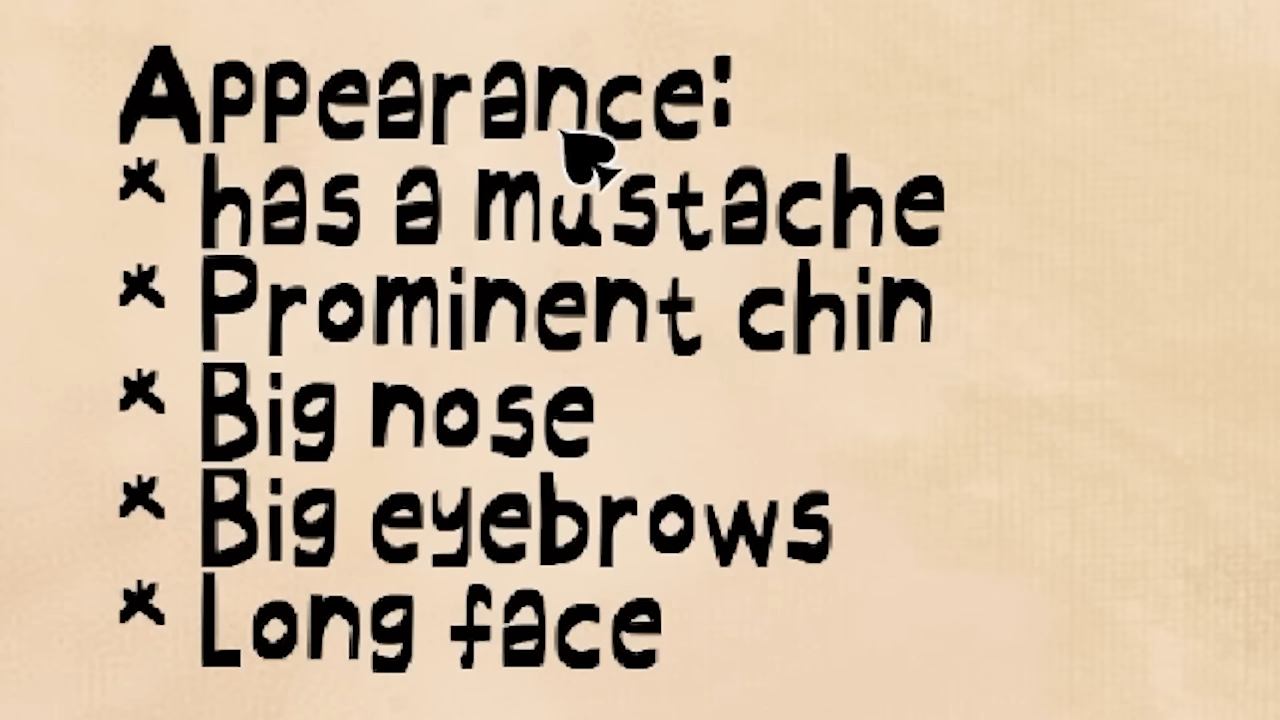 Appearance:
* has a mustache
* Prominent chin
* Big nose
* Big eyebrows
* Long face